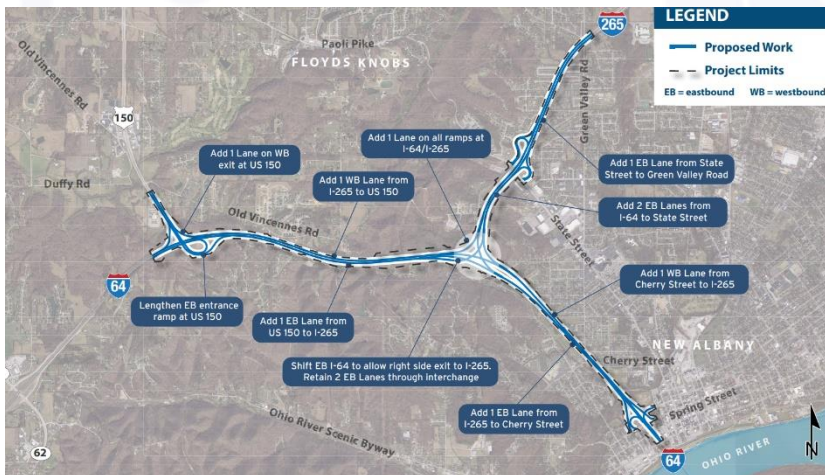 LEGEND
Proposed Work
Project Limits
EB = eastbound WB = westbound
265
Old Vincennes Rd
Paoli Pike
FLOYDS KNOBS
Green Valley Rd
150
Add 1 Lane on WB
exit at US 150
Add 1 WB Lane from
I-265 to US 150
Add 1 Lane on all ramps at
I-64/I-265
Add 1 EB Lane from State
Street to Green Valley Road
Duffy Rd
Old Vincennes Rd
Add 2 EB Lanes from
I-64 to State Street
State Street
64
Lengthen EB entrance
ramp at US 150
Add 1 EB Lane from
US 150 to I-265
Add 1 WB Lane from
Cherry Street to I-265
Shift EB I-64 to allow right side exit to I-265.
Retain 2 EB Lanes through interchange
NEW ALBANY
Cherry Street
Add 1 EB Lane from
I-265 to Cherry Street
Spring Street
Ohio River Scenic Byway
62
64
OHIO RIVER
N